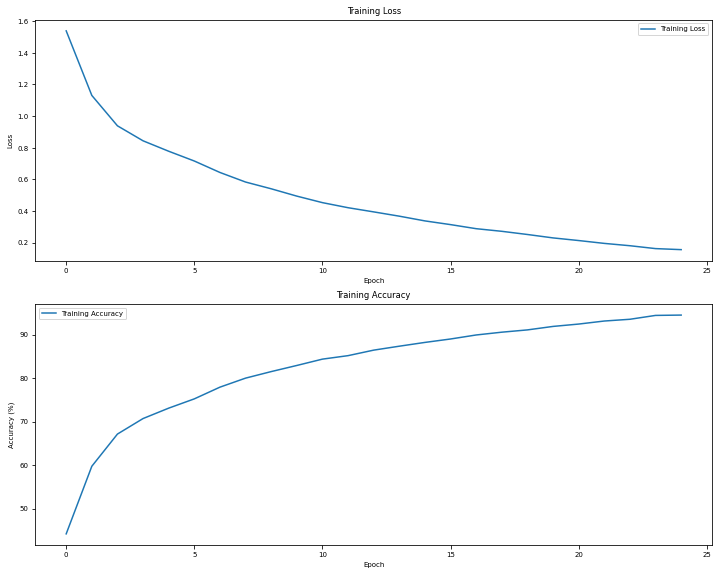 Training Loss
Training Loss
1.6
1.4
1.2
1.0
0.8
0.6
0.4
0.2
Loss
0 5 10 15 20 25
Epoch
Training Accuracy
Training Accuracy
90
80
70
60
50
Accuracy (%)
0 5 10 15 20 25
Epoch